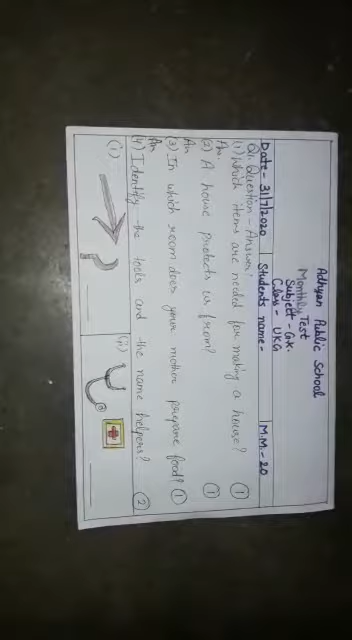 Adhyan Public School
Monthly Test
Subject - G.K.
Class - UKG
Date - 31/7/2020 Students name - M.M. - 20
Q1. Question - Answer:
(1) Which items are needed for making a house? (1)
An.
(2) A house protects us from? (1)
An
(3) In which room does your mother prepare food? (1)
An
(4) Identify the tools and the name helpers? (2)
(i) (ii)